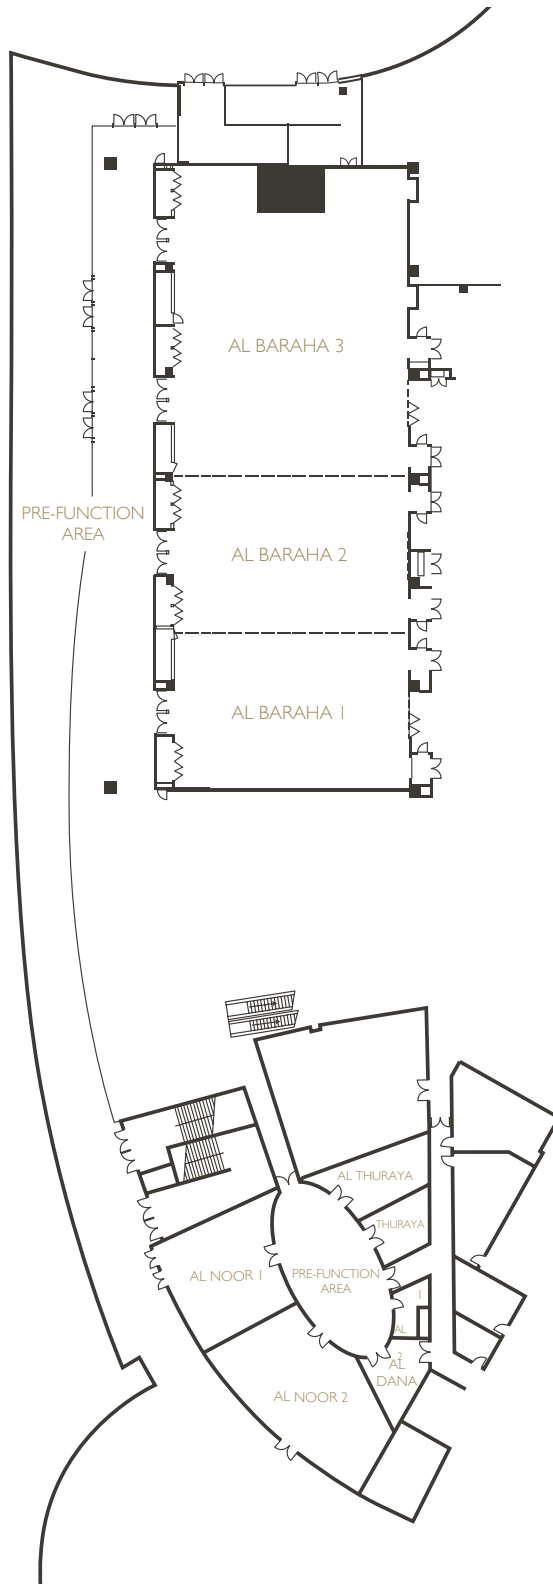 AL BARAHA 3
PRE-FUNCTION
AREA
AL BARAHA 2
AL BARAHA 1
AL THURAYA
THURAYA
AL NOOR 1
PRE-FUNCTION
AREA
1
AL
2
AL
DANA
AL NOOR 2